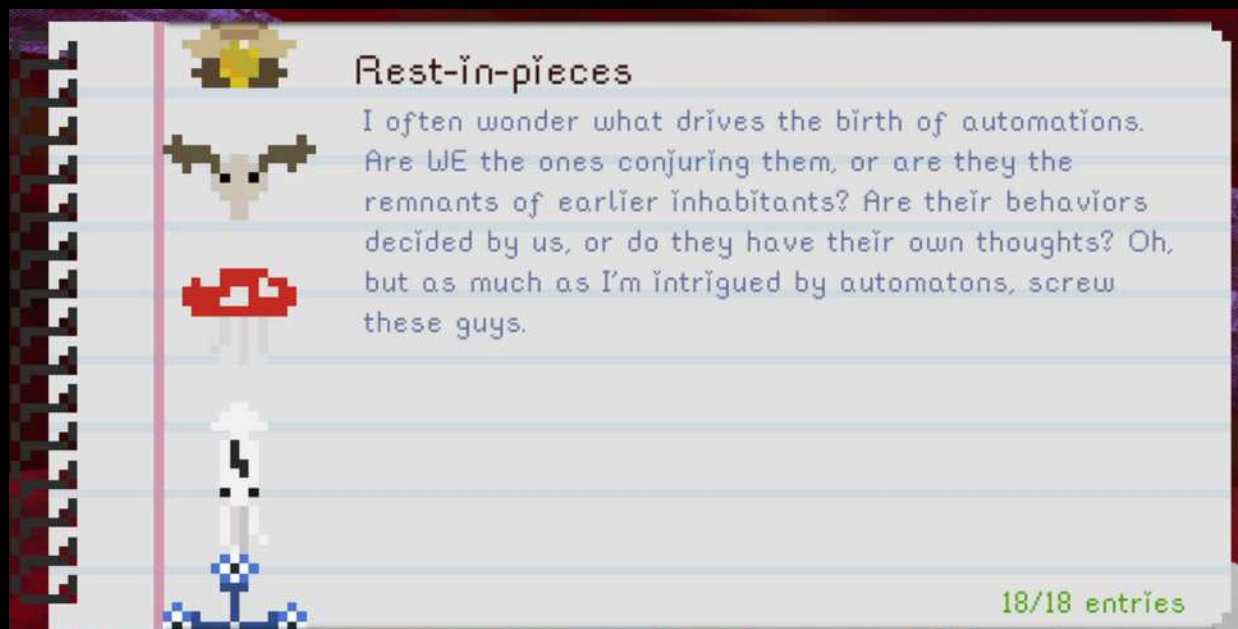 Rest-in-pieces
I often wonder what drives the birth of automations.
Are WE the ones conjuring them, or are they the
remnants of earlier inhabitants? Are their behaviors
decided by us, or do they have their own thoughts? Oh,
but as much as I'm intrigued by automatons, screw
these guys.
18/18 entries